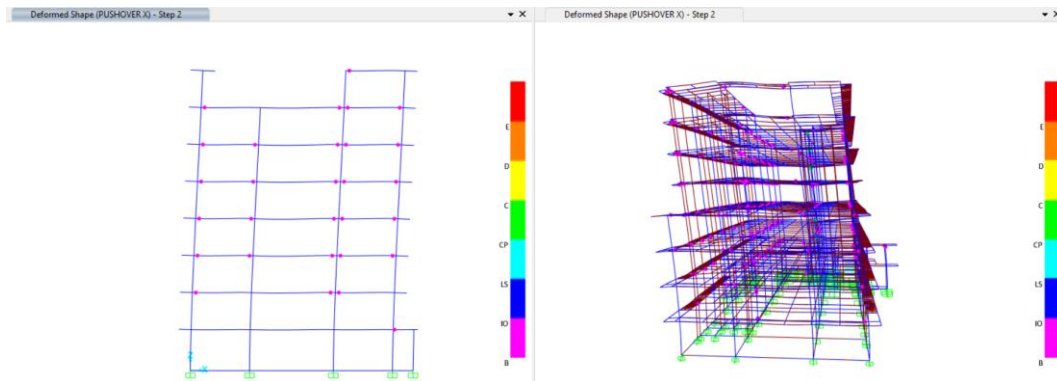 Deformed Shape (PUSHOVER X) - Step 2
E
D
C
CP
LS
IO
B
Z
X
Deformed Shape (PUSHOVER X) - Step 2
E
D
C
CP
LS
IO
B